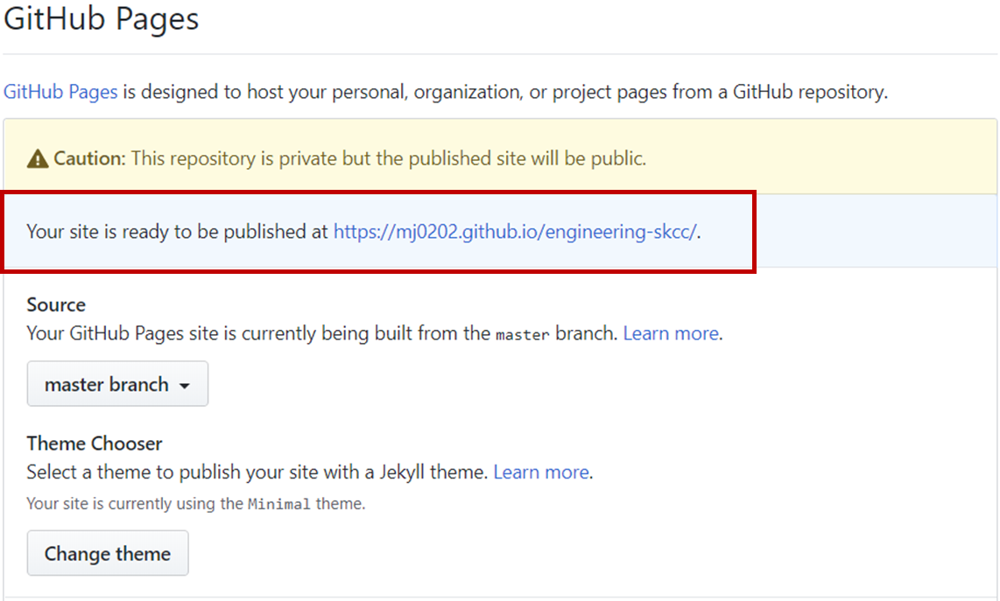 GitHub Pages
GitHub Pages is designed to host your personal, organization, or project pages from a GitHub repository.
Caution: This repository is private but the published site will be public.
Your site is ready to be published at https://mj0202.github.io/engineering-skcc/.
Source
Your GitHub Pages site is currently being built from the master branch. Learn more.
master branch
Theme Chooser
Select a theme to publish your site with a Jekyll theme. Learn more.
Your site is currently using the Minimal theme.
Change theme